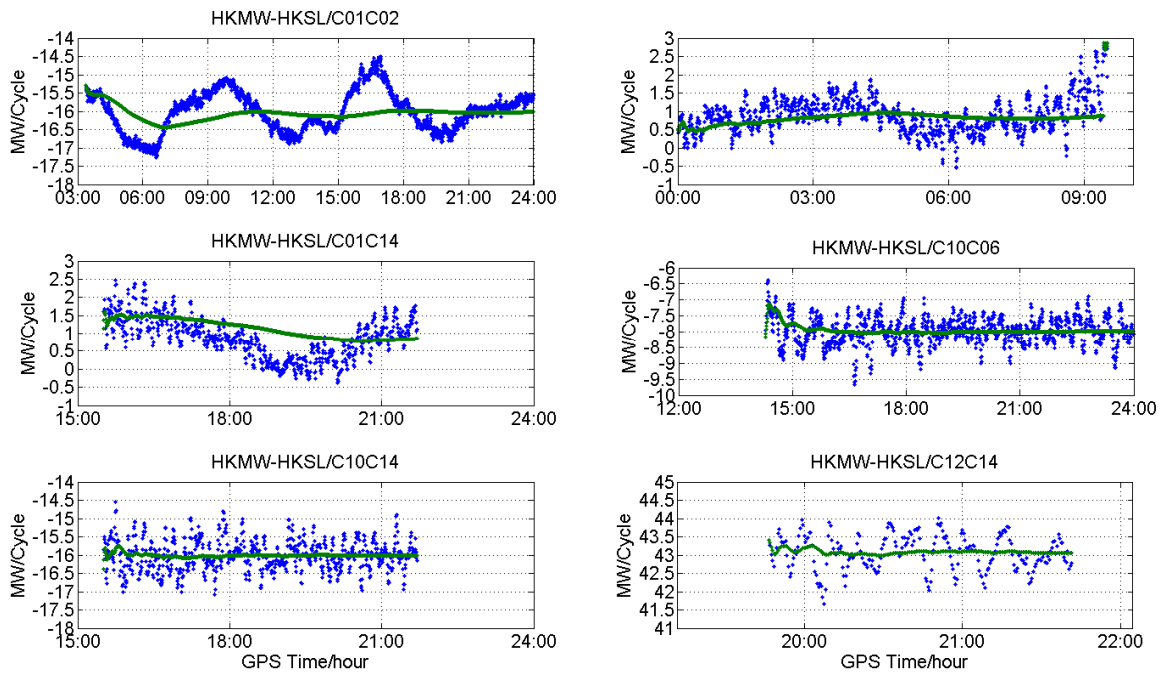 HKMW-HKSL/C01C02
MW/Cycle
-14
-14.5
-15
-15.5
-16
-16.5
-17
-17.5
-18
03:00 06:00 09:00 12:00 15:00 18:00 21:00 24:00
MW/Cycle
3
2.5
2
1.5
1
0.5
0
-0.5
-1
00:00 03:00 06:00 09:00
HKMW-HKSL/C01C14
MW/Cycle
3
2.5
2
1.5
1
0.5
0
-0.5
-1
15:00 18:00 21:00 24:00
HKMW-HKSL/C10C06
MW/Cycle
-6
-6.5
-7
-7.5
-8
-8.5
-9
-9.5
-10
12:00 15:00 18:00 21:00 24:00
HKMW-HKSL/C10C14
MW/Cycle
-14
-14.5
-15
-15.5
-16
-16.5
-17
-17.5
-18
15:00 18:00 21:00 24:00
GPS Time/hour
HKMW-HKSL/C12C14
MW/Cycle
45
44.5
44
43.5
43
42.5
42
41.5
41
20:00 21:00 22:00
GPS Time/hour